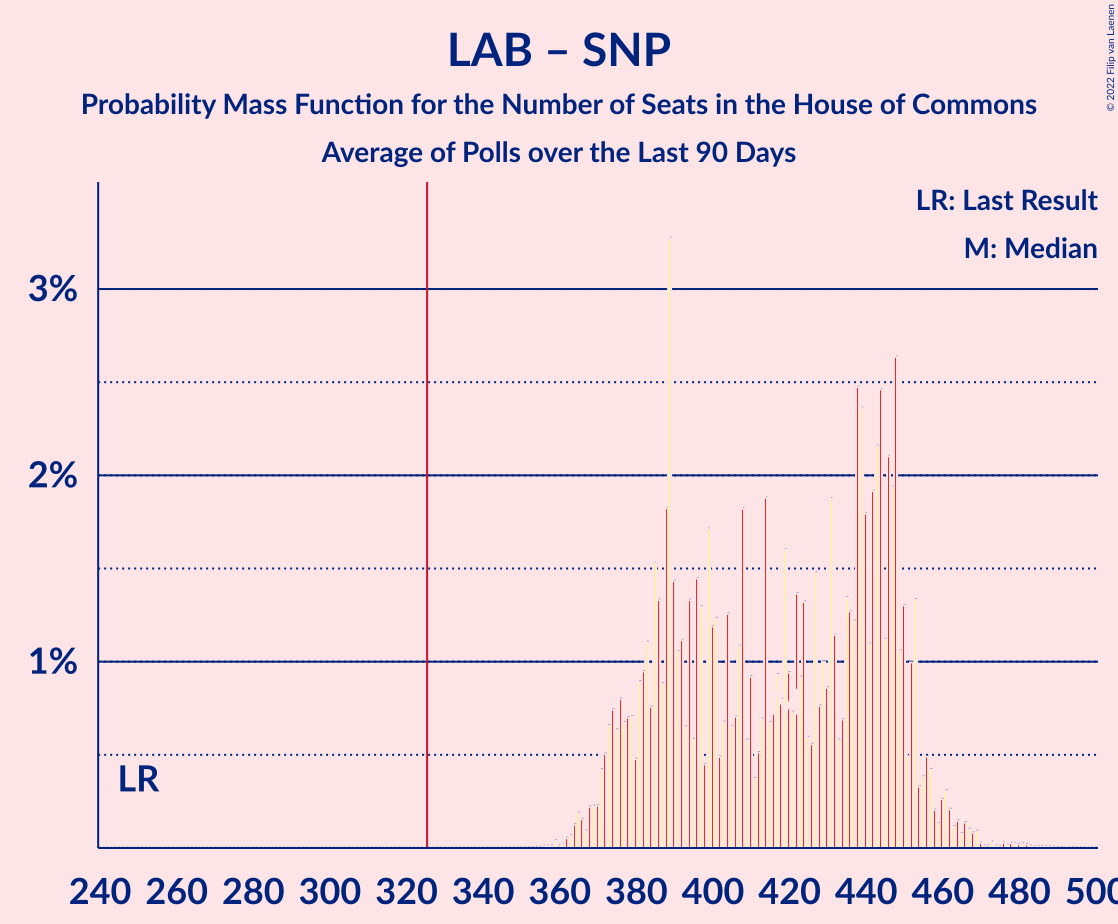 LAB – SNP
Probability Mass Function for the Number of Seats in the House of Commons
Average of Polls over the Last 90 Days
© 2022 Filip van Laenen
LR: Last Result
M: Median
3%
2%
1%
LR
240 260 280 300 320 340 360 380 400 420 440 460 480 500